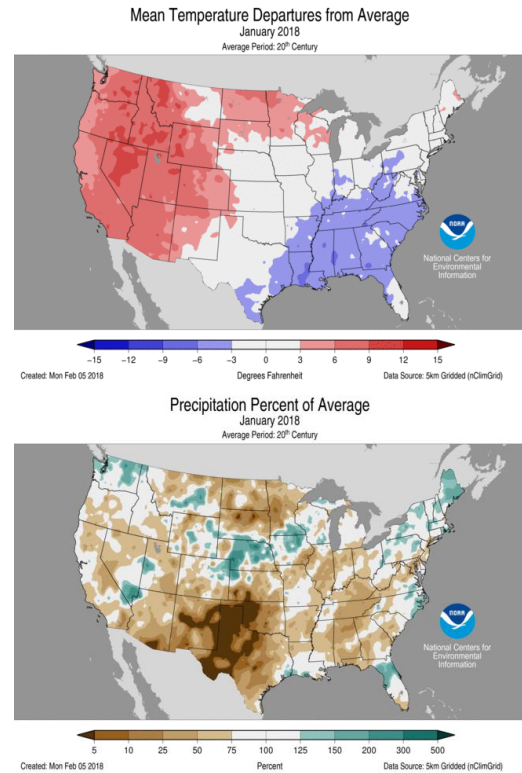 Mean Temperature Departures from Average
January 2018
Average Period: 20th Century
NOAA
National Centers for
Environmental
Information
-15 -12 -9 -6 -3 0 3 6 9 12 15
Created: Mon Feb 05 2018 Degrees Fahrenheit Data Source: 5km Gridded (nClimGrid)
Precipitation Percent of Average
January 2018
Average Period: 20th Century
NOAA
National Centers for
Environmental
Information
5 10 25 50 75 100 125 150 200 300 500
Created: Mon Feb 05 2018 Percent Data Source: 5km Gridded (nClimGrid)